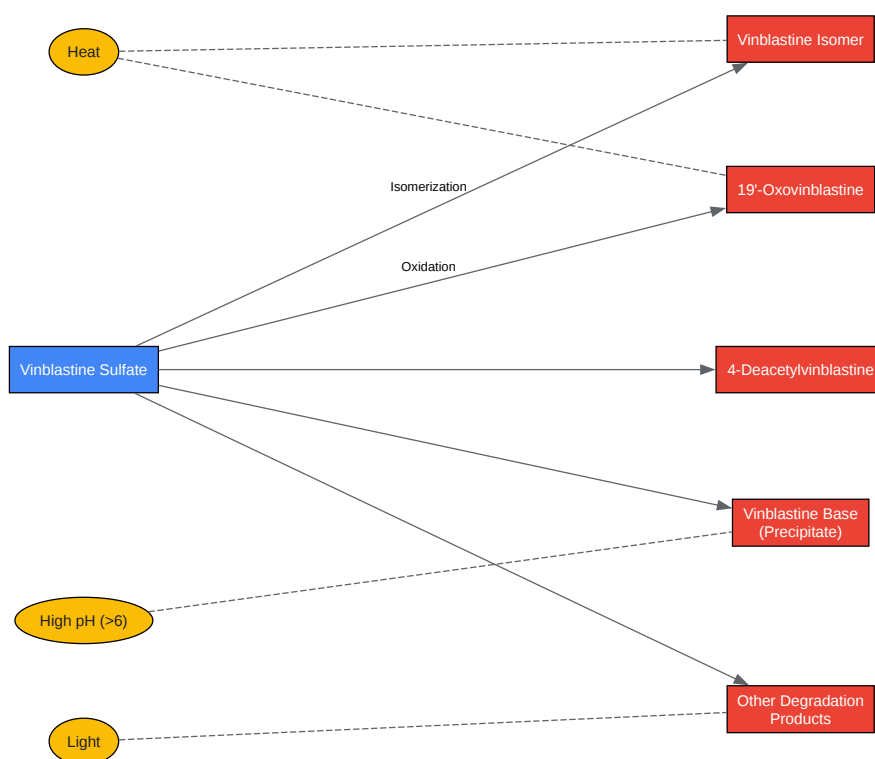 Heat
Vinblastine Isomer
Isomerization
19'-Oxovinblastine
Oxidation
Vinblastine Sulfate
4-Deacetylvinblastine
Vinblastine Base
(Precipitate)
High pH (>6)
Other Degradation
Products
Light